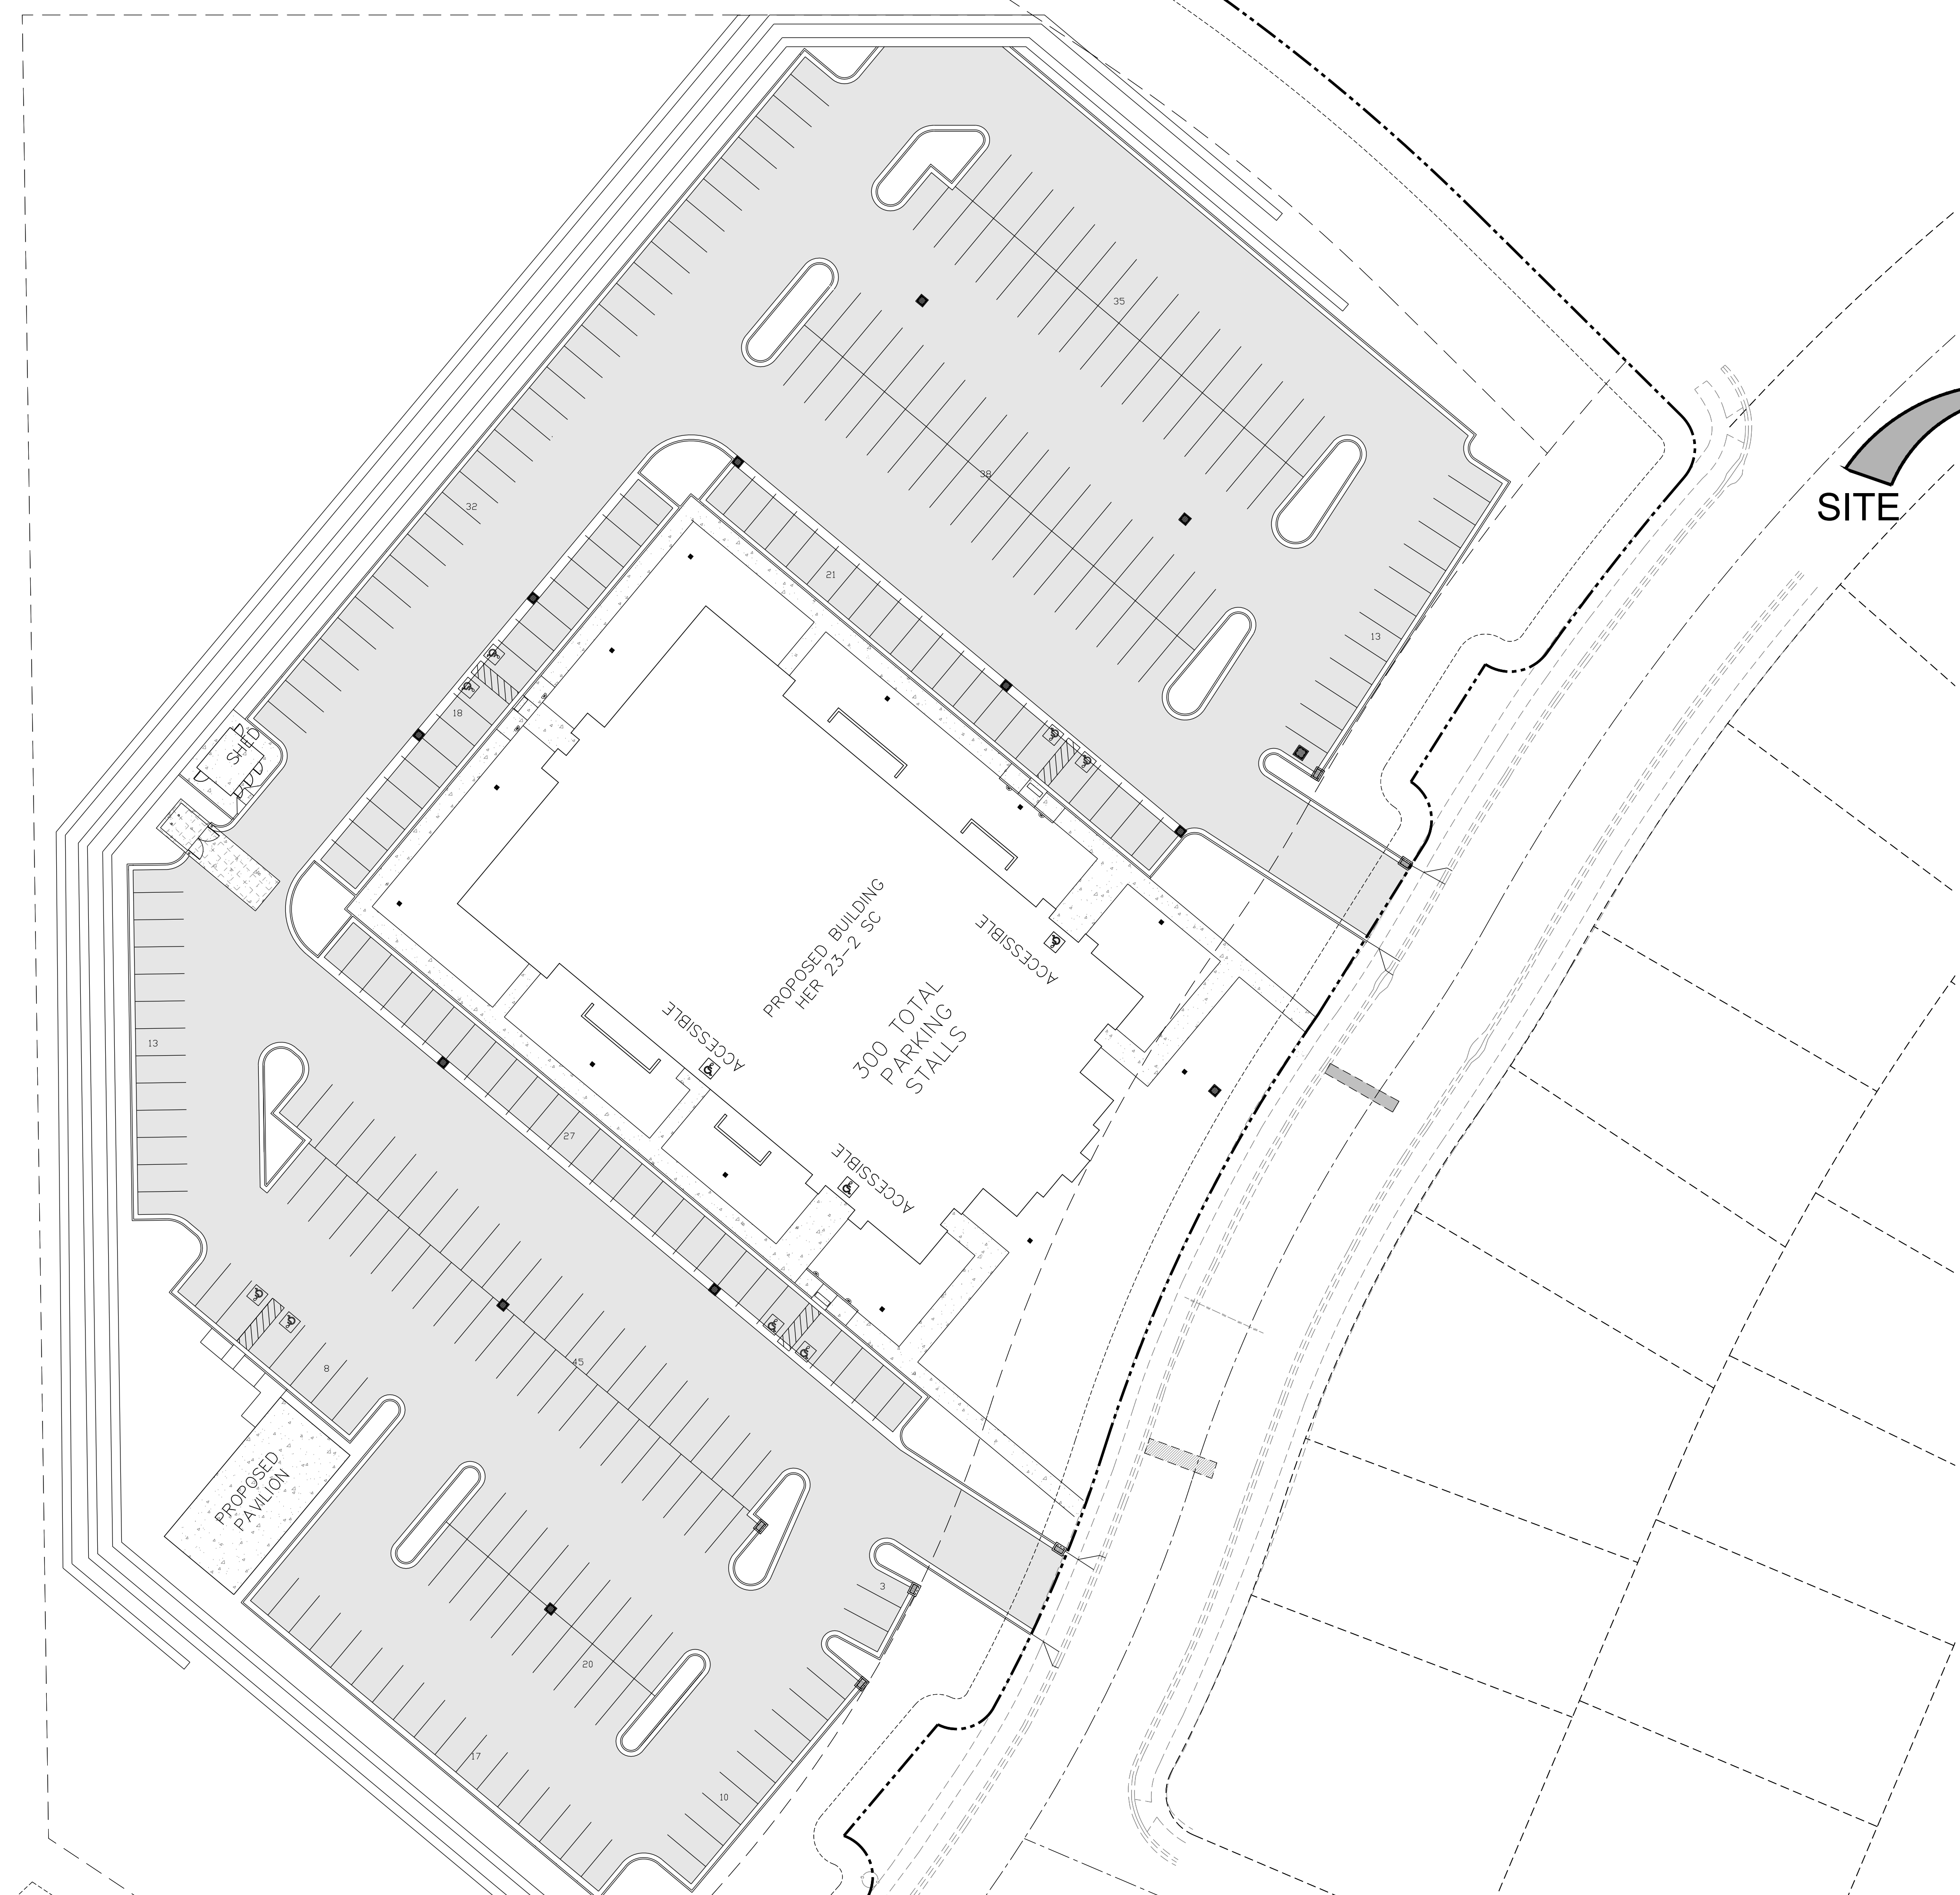 35
38
SITE
32
21
13
18
SHED
PROPOSED BUILDING
HER 23-2 SC
ACCESSIBLE
300 TOTAL
PARKING
STALLS
ACCESSIBLE
13
27
ACCESSIBLE
45
8
PROPOSED
PAVILION
3
20
17
10